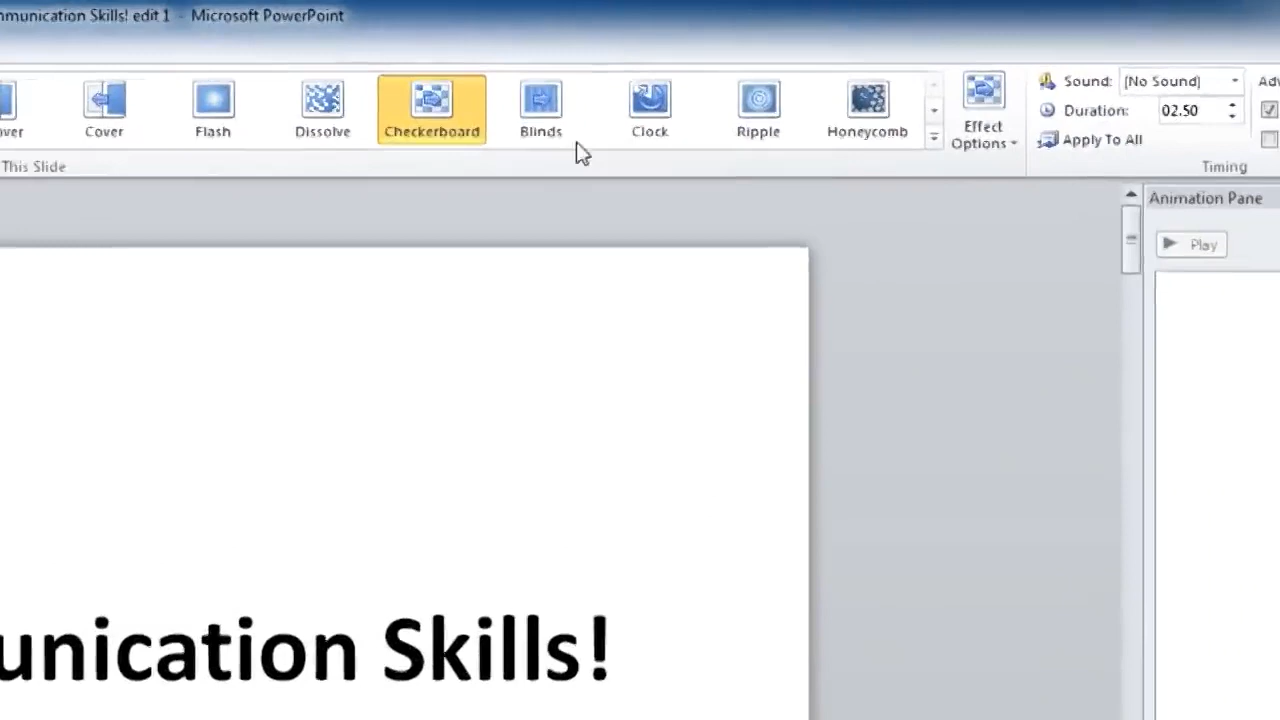 mmunication Skills! edit 1 - Microsoft PowerPoint
over
Cover
Flash
Dissolve
Checkerboard
Blinds
Clock
Ripple
Honeycomb
Effect
Options
Sound: [No Sound]
Duration: 02.50
Apply To All
Adv
This Slide
Timing
Animation Pane
Play
unication Skills!